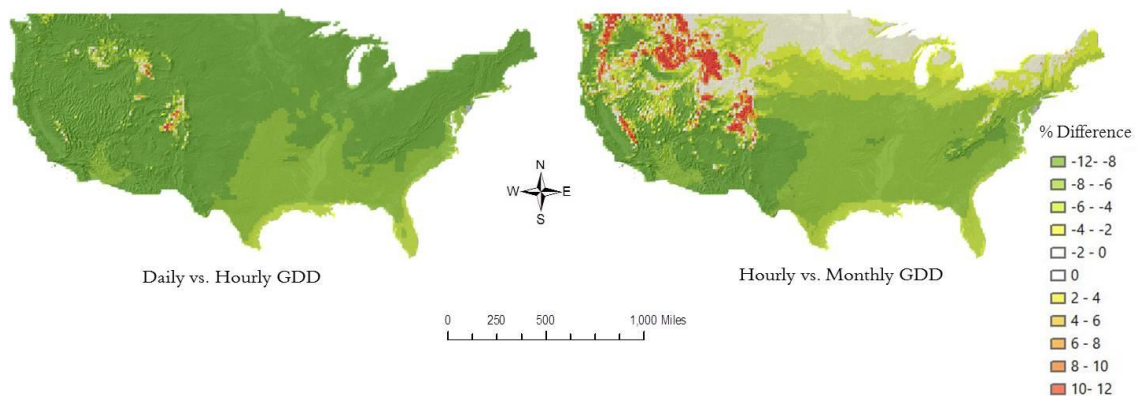 % Difference
-12- -8
-8 - -6
-6 - -4
-4 - -2
-2 - 0
0
2 - 4
4 - 6
6 - 8
8 - 10
10- 12
N
W E
S
Daily vs. Hourly GDD
Hourly vs. Monthly GDD
0 250 500 1,000 Miles